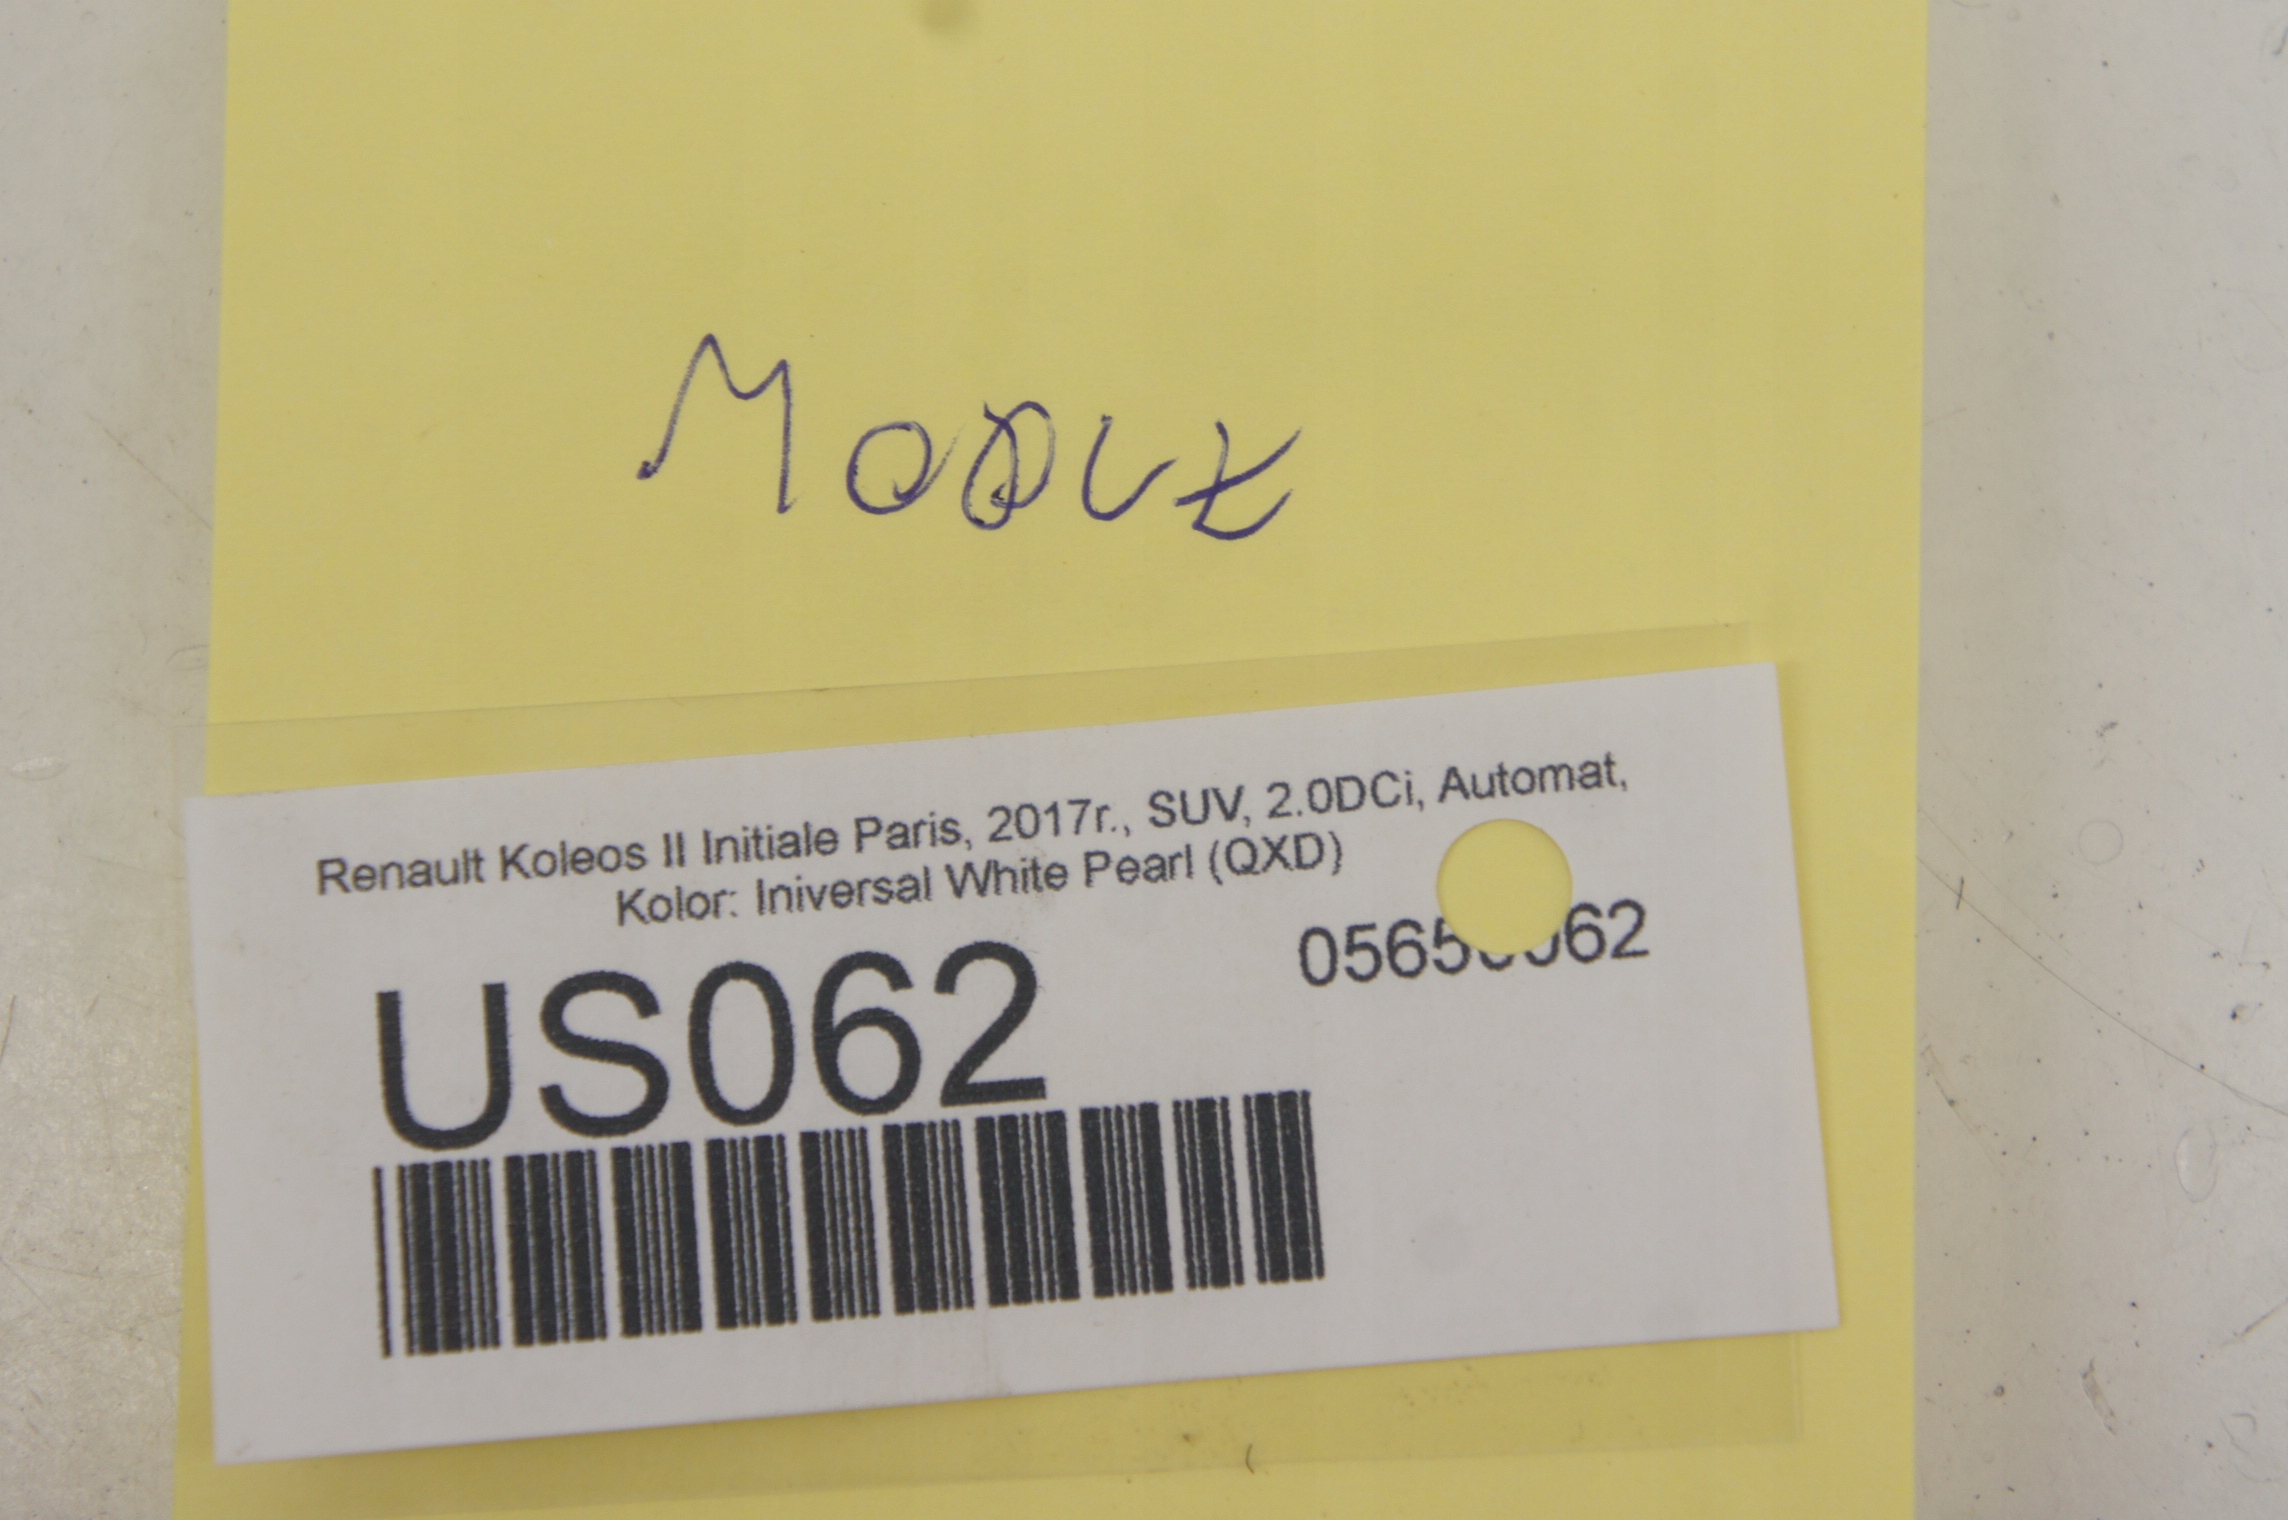 MODUŁ
Renault Koleos II Initiale Paris, 2017r., SUV, 2.0DCi, Automat,
Kolor: Iniversal White Pearl (QXD)
US062